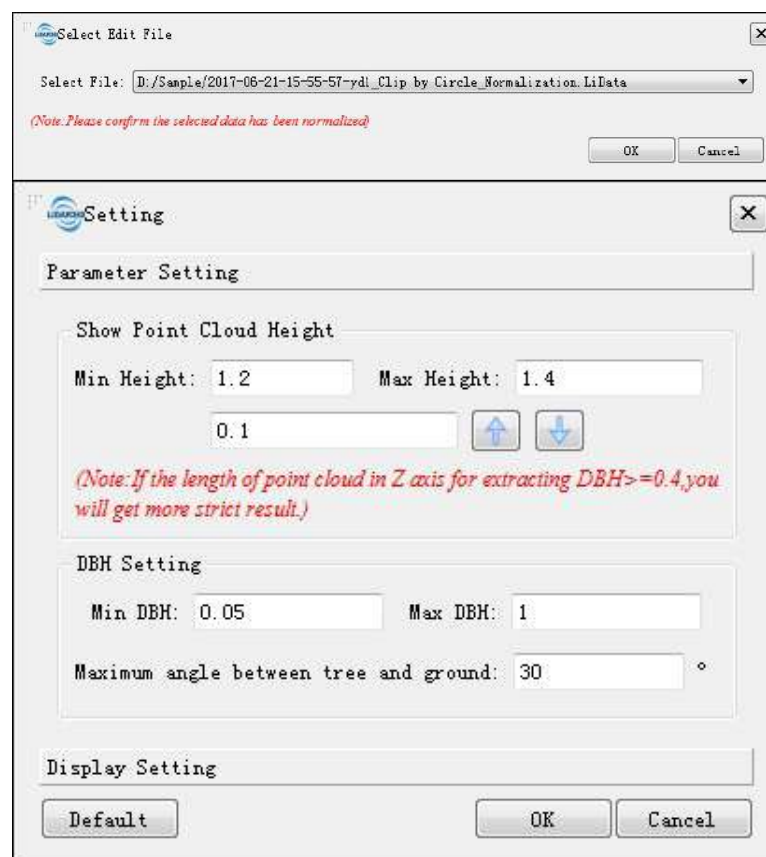 Select Edit File
Select File: D:/Sample/2017-06-21-15-55-57-ydl_Clip by Circle_Normalization.LiData
(Note:Please confirm the selected data has been normalized)
OK Cancel
Setting
Parameter Setting
Show Point Cloud Height
Min Height: 1.2 Max Height: 1.4
0.1
(Note:If the length of point cloud in Z axis for extracting DBH>=0.4,you
will get more strict result.)
DBH Setting
Min DBH: 0.05 Max DBH: 1
Maximum angle between tree and ground: 30 °
Display Setting
Default OK Cancel